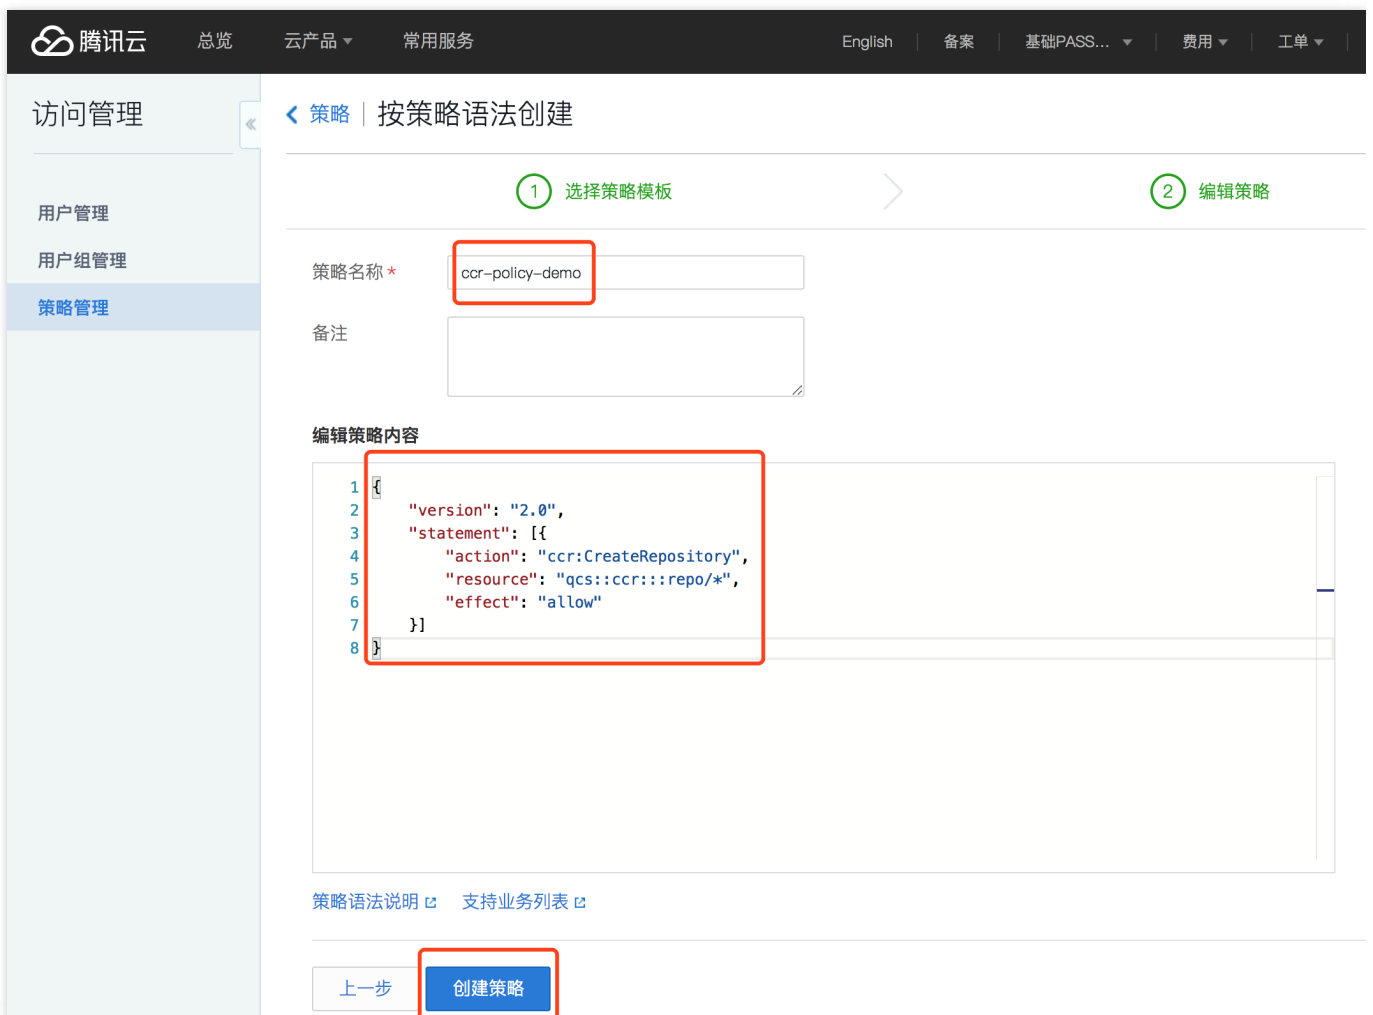 腾讯云 总览 云产品 常用服务 English 备案 基础PASS... 费用 工单
访问管理
«
策略 按策略语法创建
1 选择策略模板 2 编辑策略
用户管理
用户组管理
策略管理
策略名称* ccr-policy-demo
备注
编辑策略内容
1 {
2 "version": "2.0",
3 "statement": [{
4 "action": "ccr:CreateRepository",
5 "resource": "qcs::ccr:::repo/*",
6 "effect": "allow"
7 }]
8 }
策略语法说明 支持业务列表
上一步 创建策略